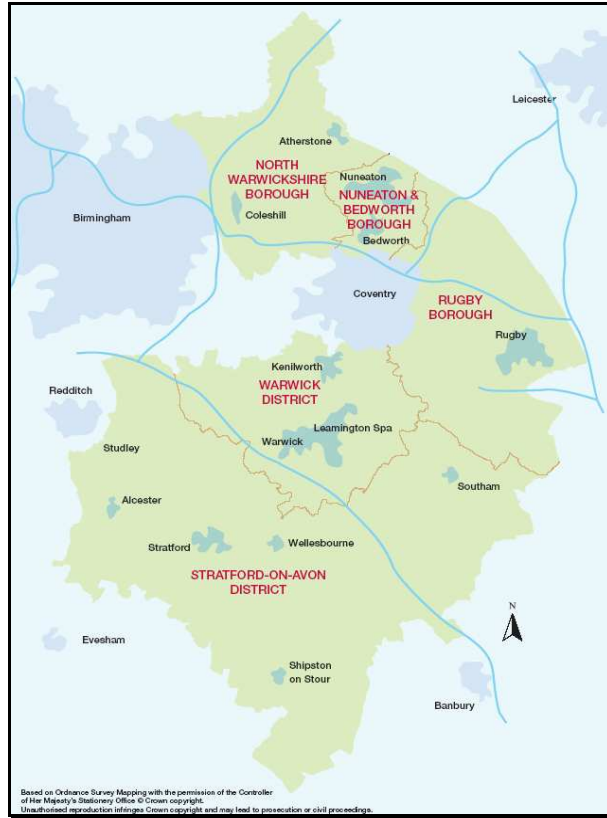 Leicester
Atherstone
NORTH
WARWICKSHIRE
BOROUGH
Nuneaton
NUNEATON &
BEDWORTH
BOROUGH
Birmingham
Coleshill
Bedworth
Coventry
RUGBY
BOROUGH
Rugby
Kenilworth
Redditch
WARWICK
DISTRICT
Leamington Spa
Warwick
Studley
Southam
Alcester
Stratford
Wellesbourne
STRATFORD-ON-AVON
DISTRICT
N
Evesham
Shipston
on Stour
Banbury
Based on Ordnance Survey Mapping with the permission of the Controller
of Her Majesty's Stationery Office © Crown copyright.
Unauthorised reproduction infringes Crown copyright and may lead to prosecution or civil proceedings.